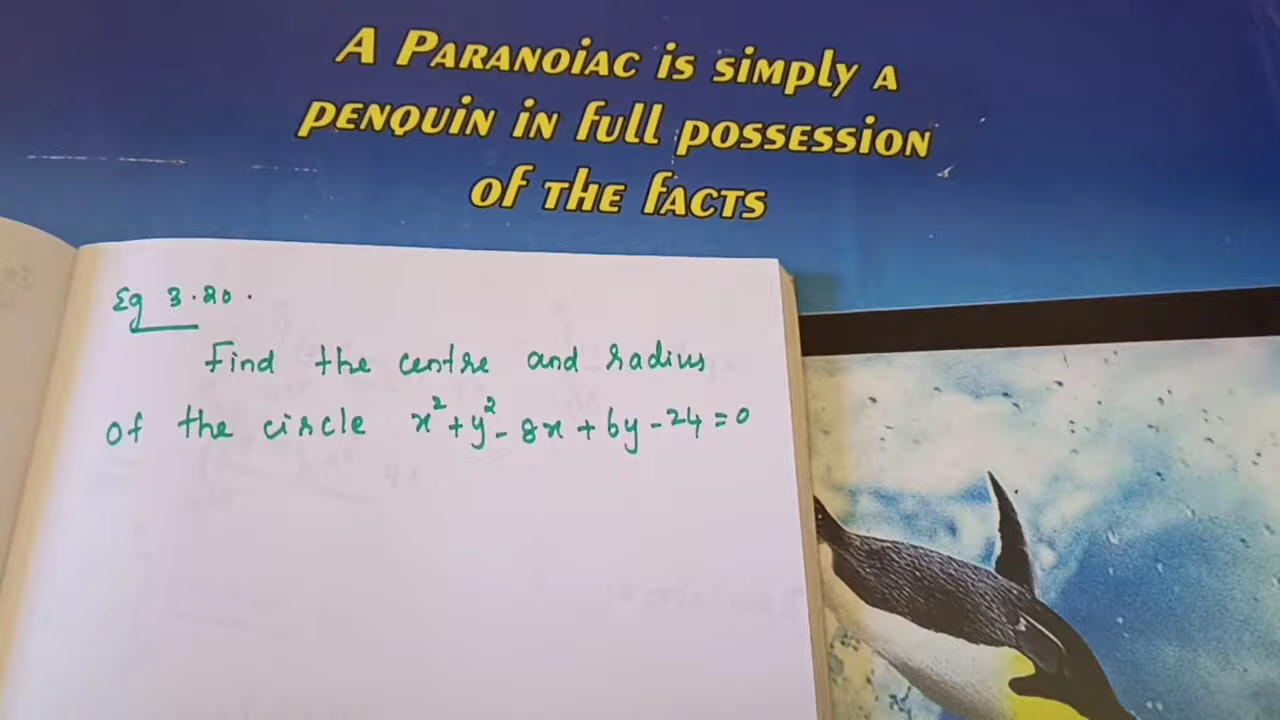 A PARANOiAC is simply A
PENQUiN iN full possession
of THE fACTS
Eg 3.20.
Find the centre and radius
of the circle x²+y²-8x+6y-24=0